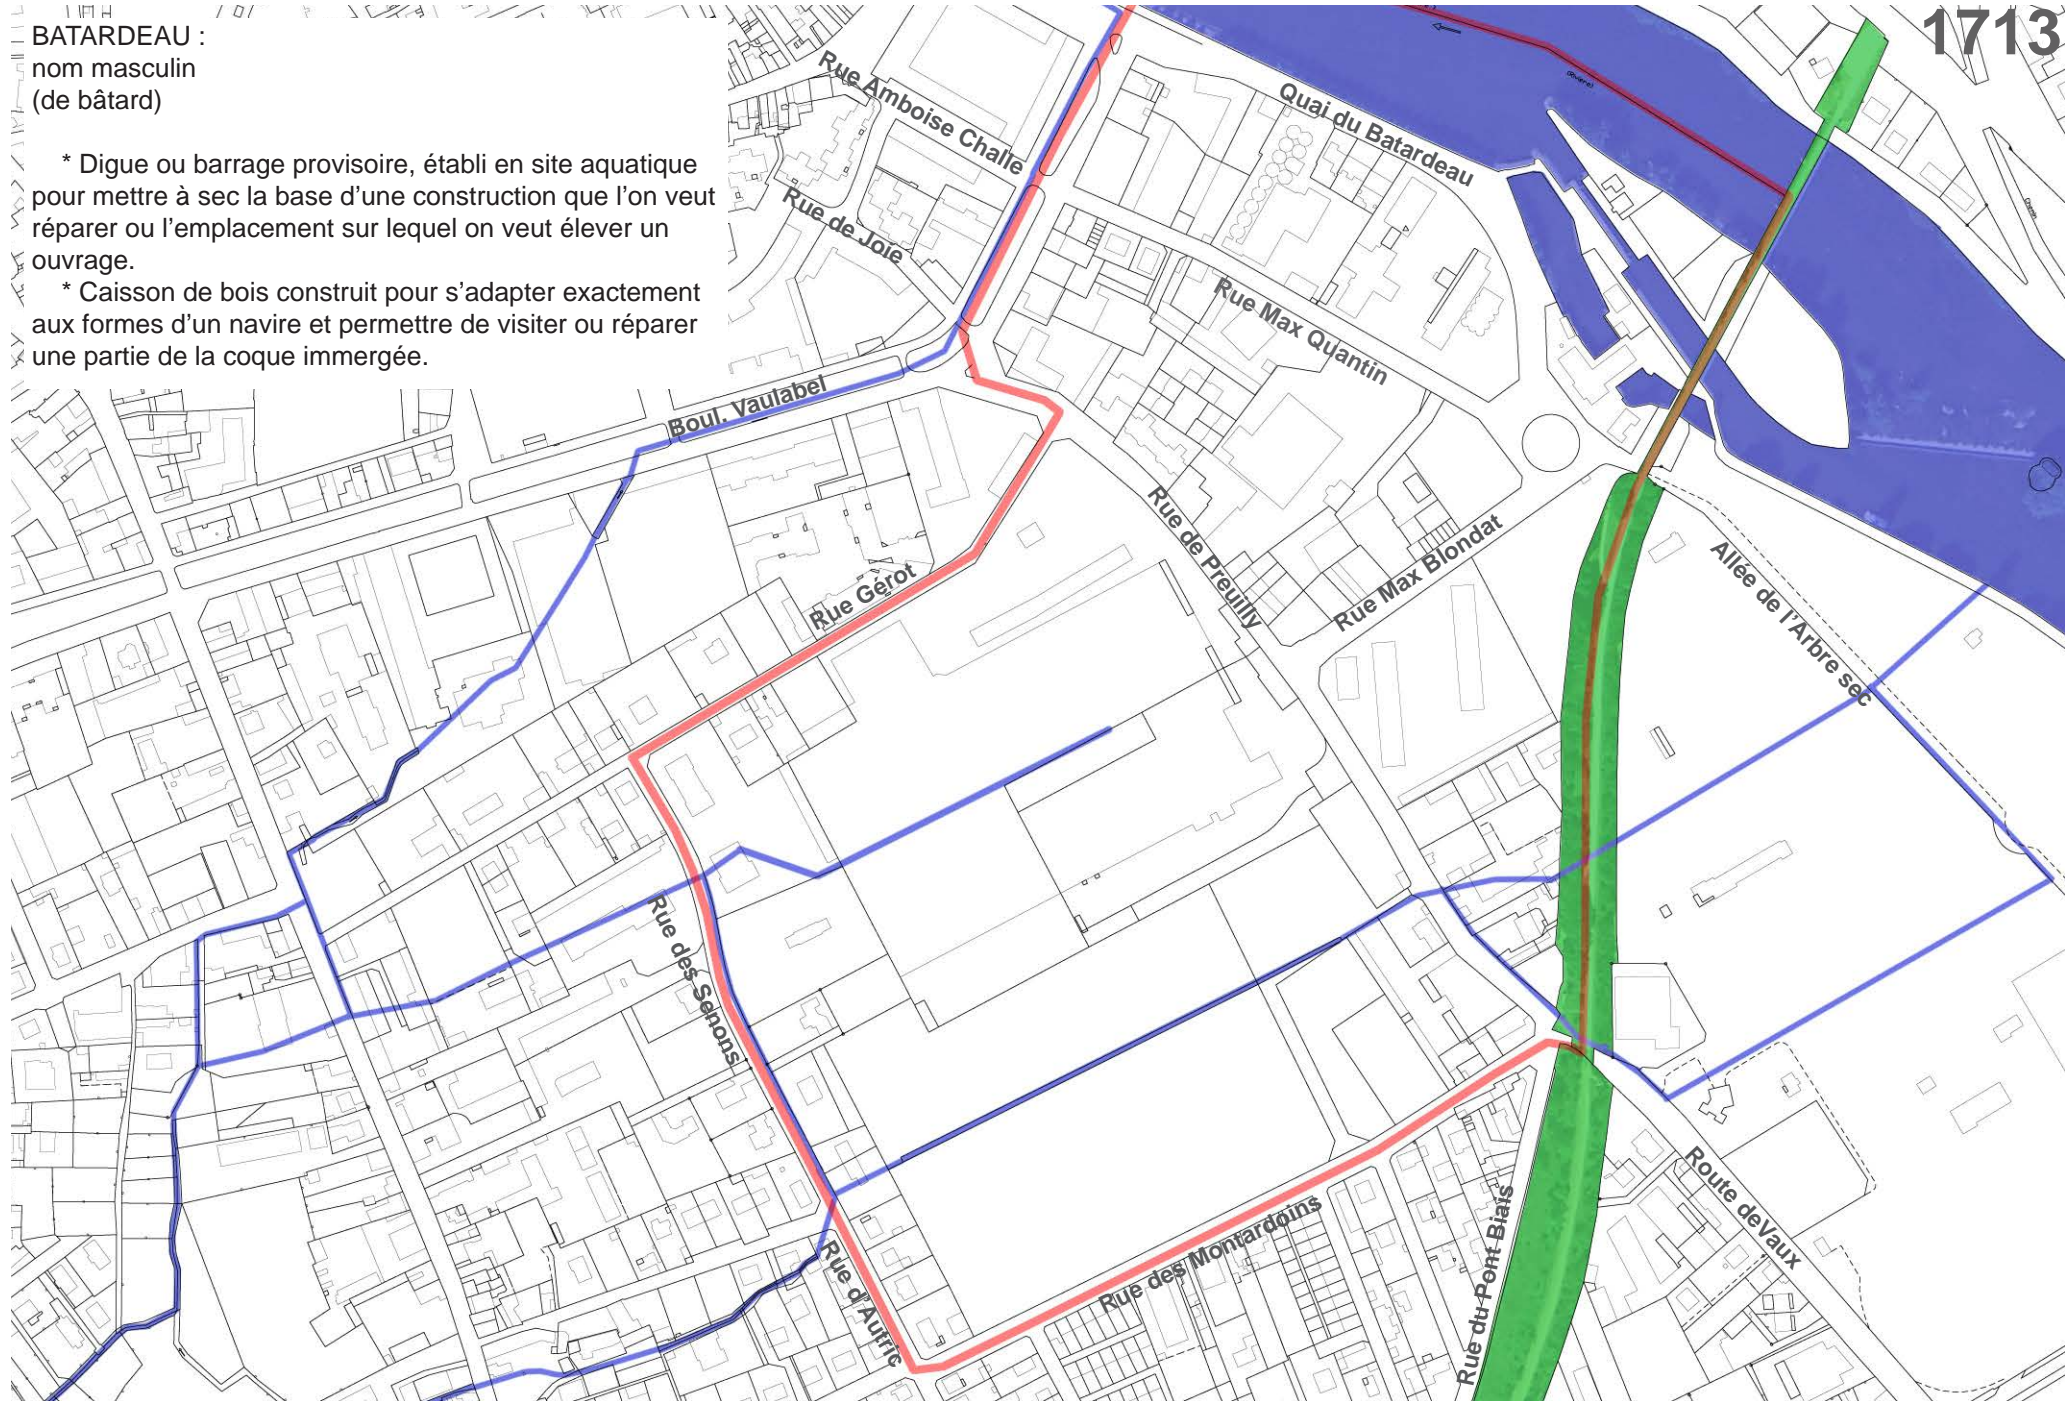 1713
BATARDEAU :
nom masculin
(de bâtard)
* Digue ou barrage provisoire, établi en site aquatique
pour mettre à sec la base d'une construction que l'on veut
réparer ou l'emplacement sur lequel on veut élever un
ouvrage.
* Caisson de bois construit pour s'adapter exactement
aux formes d'un navire et permettre de visiter ou réparer
une partie de la coque immergée.
Rue Amboise Challe
Quai du Batardeau
Rue de Joie
Rue Max Quantin
Boul. Vaulabel
Rue de Preuilly
Rue Max Blondat
Allée de l'Arbre sec
Rue Gérot
Rue des Senons
Rue d'Autric
Rue des Montardoins
Rue du Pont Biais
Route deVaux